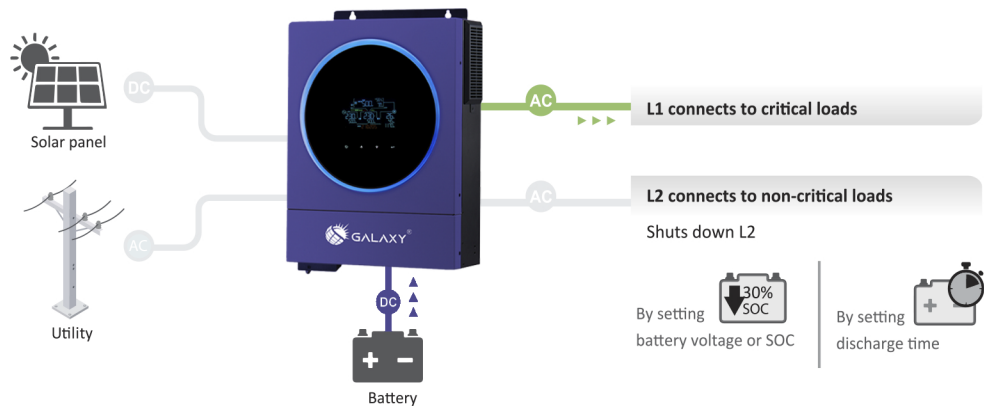 DC
Solar panel
AC
L1 connects to critical loads
AC
Utility
GALAXY®
AC
L2 connects to non-critical loads
Shuts down L2
DC
Battery
By setting
30%
SOC
battery voltage or SOC
By setting
discharge time